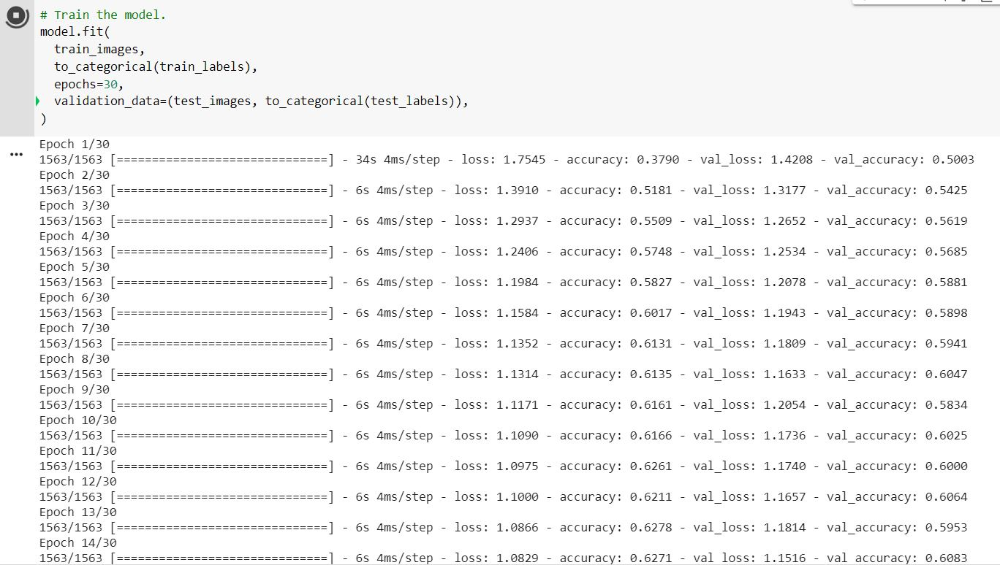 # Train the model.
model.fit(
  train_images,
  to_categorical(train_labels),
  epochs=30,
  validation_data=(test_images, to_categorical(test_labels)),
)
Epoch 1/30
1563/1563 [==============================] - 34s 4ms/step - loss: 1.7545 - accuracy: 0.3790 - val_loss: 1.4208 - val_accuracy: 0.5003
Epoch 2/30
1563/1563 [==============================] - 6s 4ms/step - loss: 1.3910 - accuracy: 0.5181 - val_loss: 1.3177 - val_accuracy: 0.5425
Epoch 3/30
1563/1563 [==============================] - 6s 4ms/step - loss: 1.2937 - accuracy: 0.5509 - val_loss: 1.2652 - val_accuracy: 0.5619
Epoch 4/30
1563/1563 [==============================] - 6s 4ms/step - loss: 1.2406 - accuracy: 0.5748 - val_loss: 1.2534 - val_accuracy: 0.5685
Epoch 5/30
1563/1563 [==============================] - 6s 4ms/step - loss: 1.1984 - accuracy: 0.5827 - val_loss: 1.2078 - val_accuracy: 0.5881
Epoch 6/30
1563/1563 [==============================] - 6s 4ms/step - loss: 1.1584 - accuracy: 0.6017 - val_loss: 1.1943 - val_accuracy: 0.5898
Epoch 7/30
1563/1563 [==============================] - 6s 4ms/step - loss: 1.1352 - accuracy: 0.6131 - val_loss: 1.1809 - val_accuracy: 0.5941
Epoch 8/30
1563/1563 [==============================] - 6s 4ms/step - loss: 1.1314 - accuracy: 0.6135 - val_loss: 1.1633 - val_accuracy: 0.6047
Epoch 9/30
1563/1563 [==============================] - 6s 4ms/step - loss: 1.1171 - accuracy: 0.6161 - val_loss: 1.2054 - val_accuracy: 0.5834
Epoch 10/30
1563/1563 [==============================] - 6s 4ms/step - loss: 1.1090 - accuracy: 0.6166 - val_loss: 1.1736 - val_accuracy: 0.6025
Epoch 11/30
1563/1563 [==============================] - 6s 4ms/step - loss: 1.0975 - accuracy: 0.6261 - val_loss: 1.1740 - val_accuracy: 0.6000
Epoch 12/30
1563/1563 [==============================] - 6s 4ms/step - loss: 1.1000 - accuracy: 0.6211 - val_loss: 1.1657 - val_accuracy: 0.6064
Epoch 13/30
1563/1563 [==============================] - 6s 4ms/step - loss: 1.0866 - accuracy: 0.6278 - val_loss: 1.1814 - val_accuracy: 0.5953
Epoch 14/30
1563/1563 [==============================] - 6s 4ms/step - loss: 1.0829 - accuracy: 0.6271 - val_loss: 1.1516 - val_accuracy: 0.6083